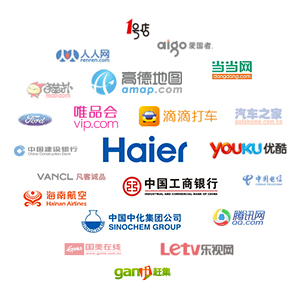 1号店
aigo 爱国者
人人网
renren.com
当当网
dangdang.com
高德地图
amap.com
Ford
唯品会
vip.com
滴滴打车
汽车之家
中国建设银行
China Construction Bank
Haier
YOUKU 优酷
VANCL 凡客诚品
中国工商银行
INDUSTRIAL AND COMMERCIAL BANK OF CHINA
中国电信
海南航空
Hainan Airlines
中国中化集团公司
SINOCHEM GROUP
腾讯网
QQ.com
国美在线
Letv 乐视网
ganji 赶集